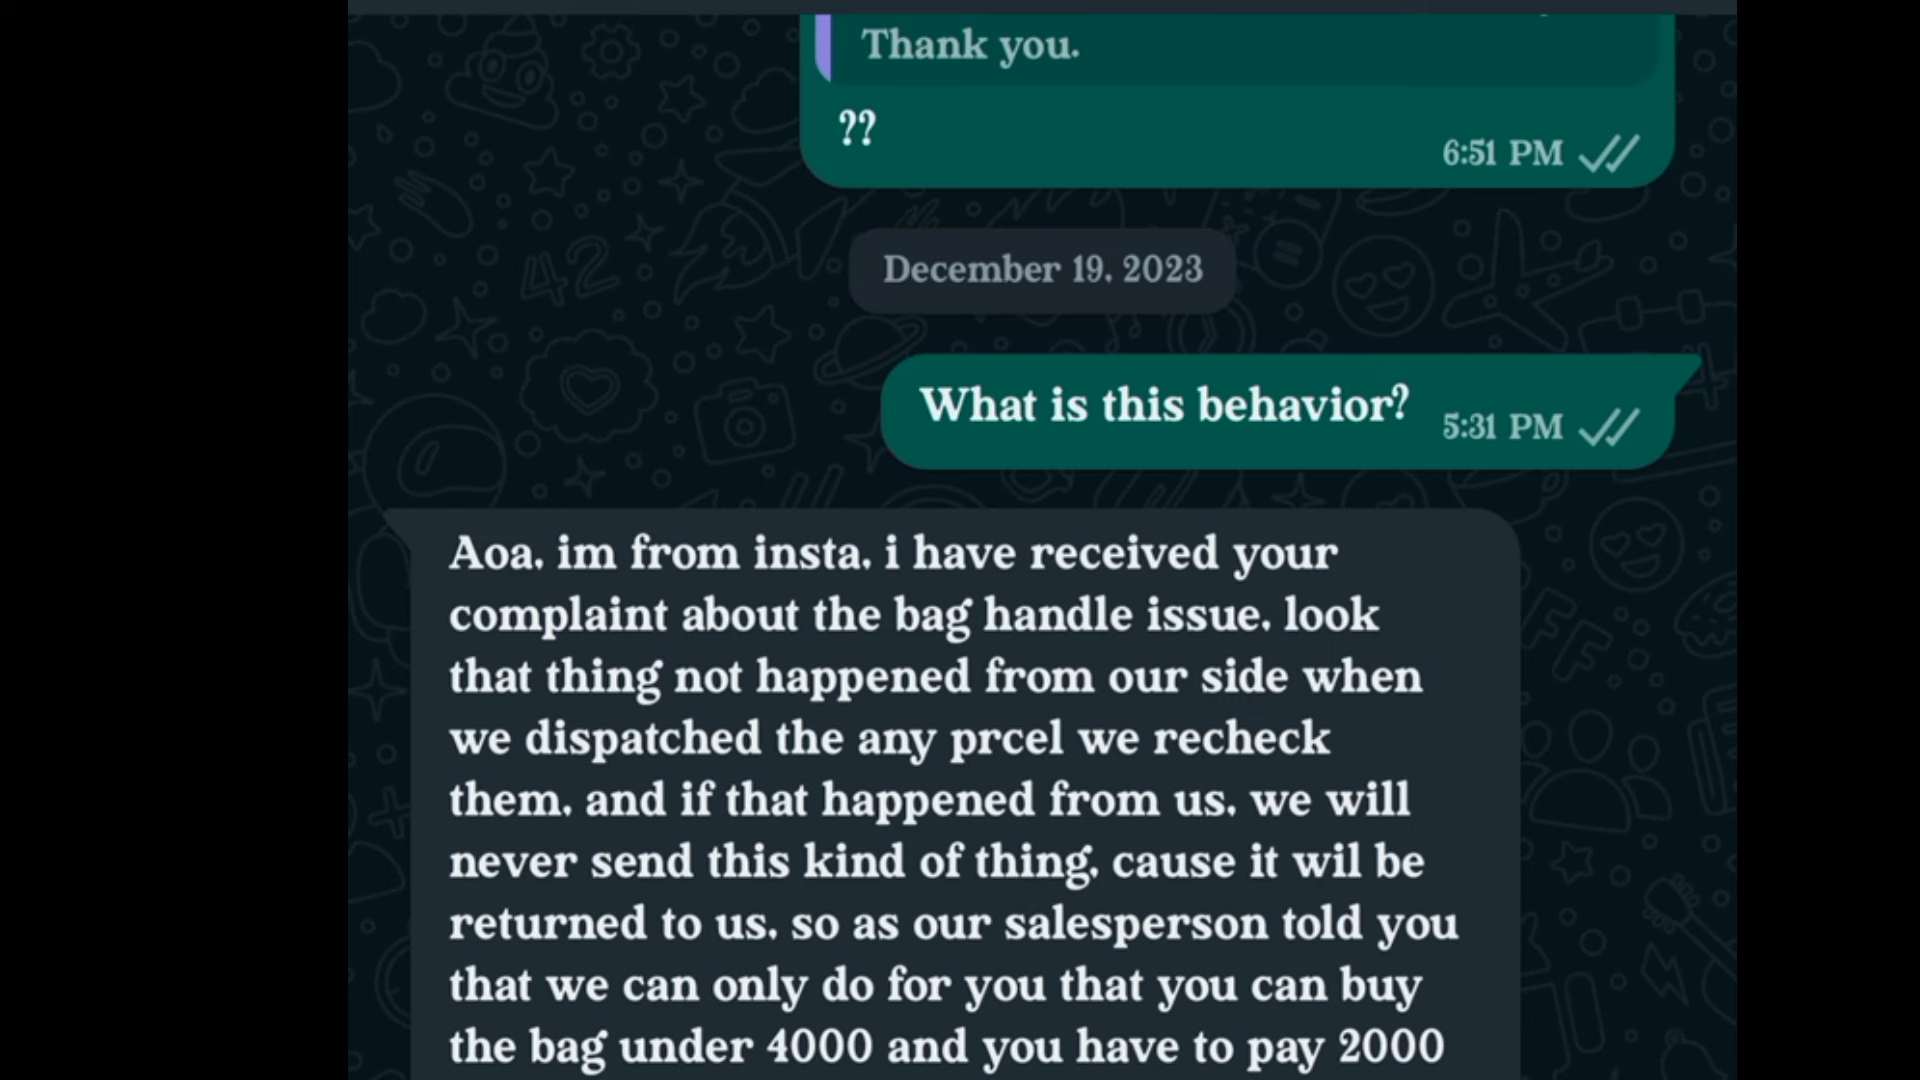 Thank you.
??
6:51 PM
December 19, 2023
What is this behavior?
5:31 PM
Aoa, im from insta, i have received your
complaint about the bag handle issue, look
that thing not happened from our side when
we dispatched the any prcel we recheck
them, and if that happened from us, we will
never send this kind of thing, cause it wil be
returned to us, so as our salesperson told you
that we can only do for you that you can buy
the bag under 4000 and you have to pay 2000